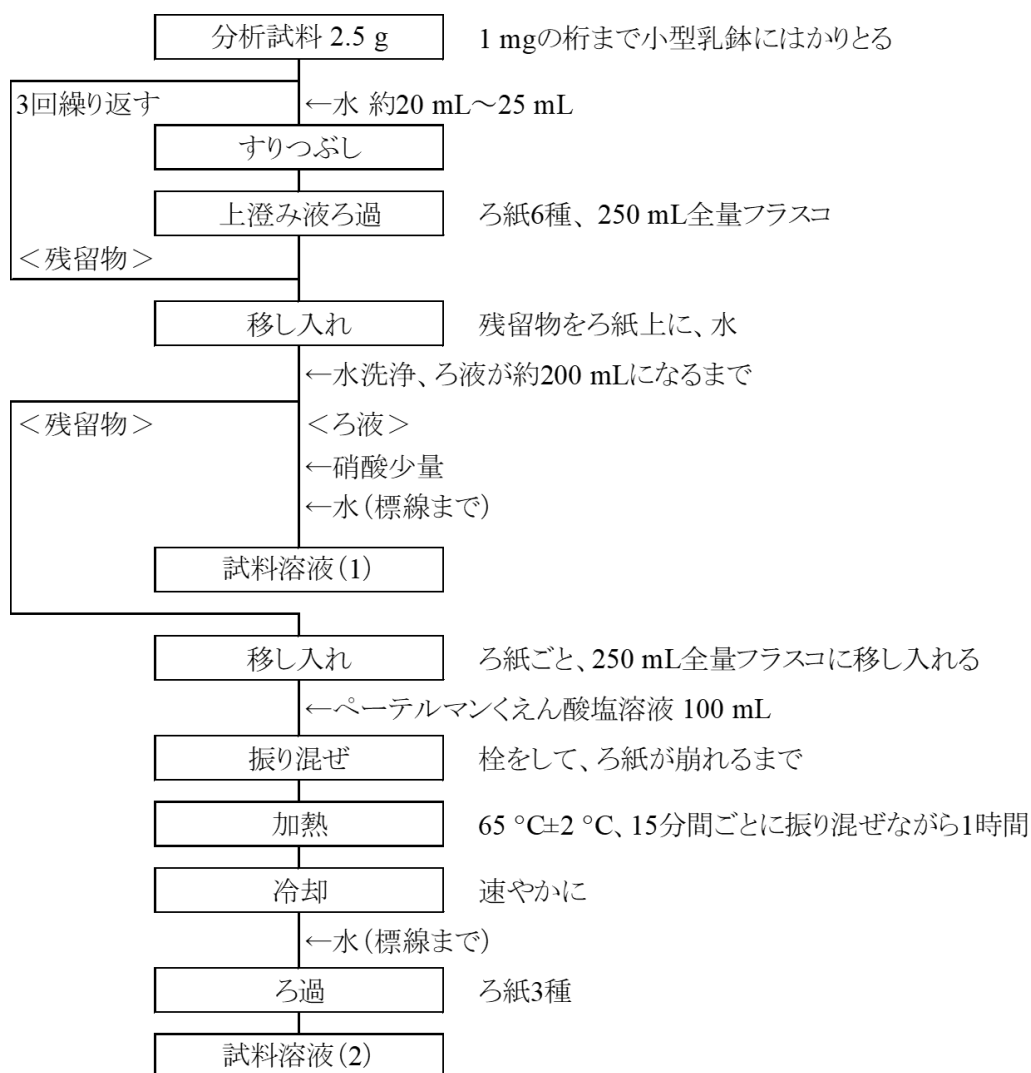 分析試料 2.5 g　1 mgの桁まで小型乳鉢にはかりとる
3回繰り返す　←水 約20 mL～25 mL
すりつぶし
上澄み液ろ過　ろ紙6種、250 mL全量フラスコ
＜残留物＞
移し入れ　残留物をろ紙上に、水
←水洗浄、ろ液が約200 mLになるまで
＜残留物＞　＜ろ液＞
←硝酸少量
←水（標線まで）
試料溶液（1）
移し入れ　ろ紙ごと、250 mL全量フラスコに移し入れる
←ペーテルマンくえん酸塩溶液 100 mL
振り混ぜ　栓をして、ろ紙が崩れるまで
加熱　65 °C±2 °C、15分間ごとに振り混ぜながら1時間
冷却　速やかに
←水（標線まで）
ろ過　ろ紙3種
試料溶液（2）